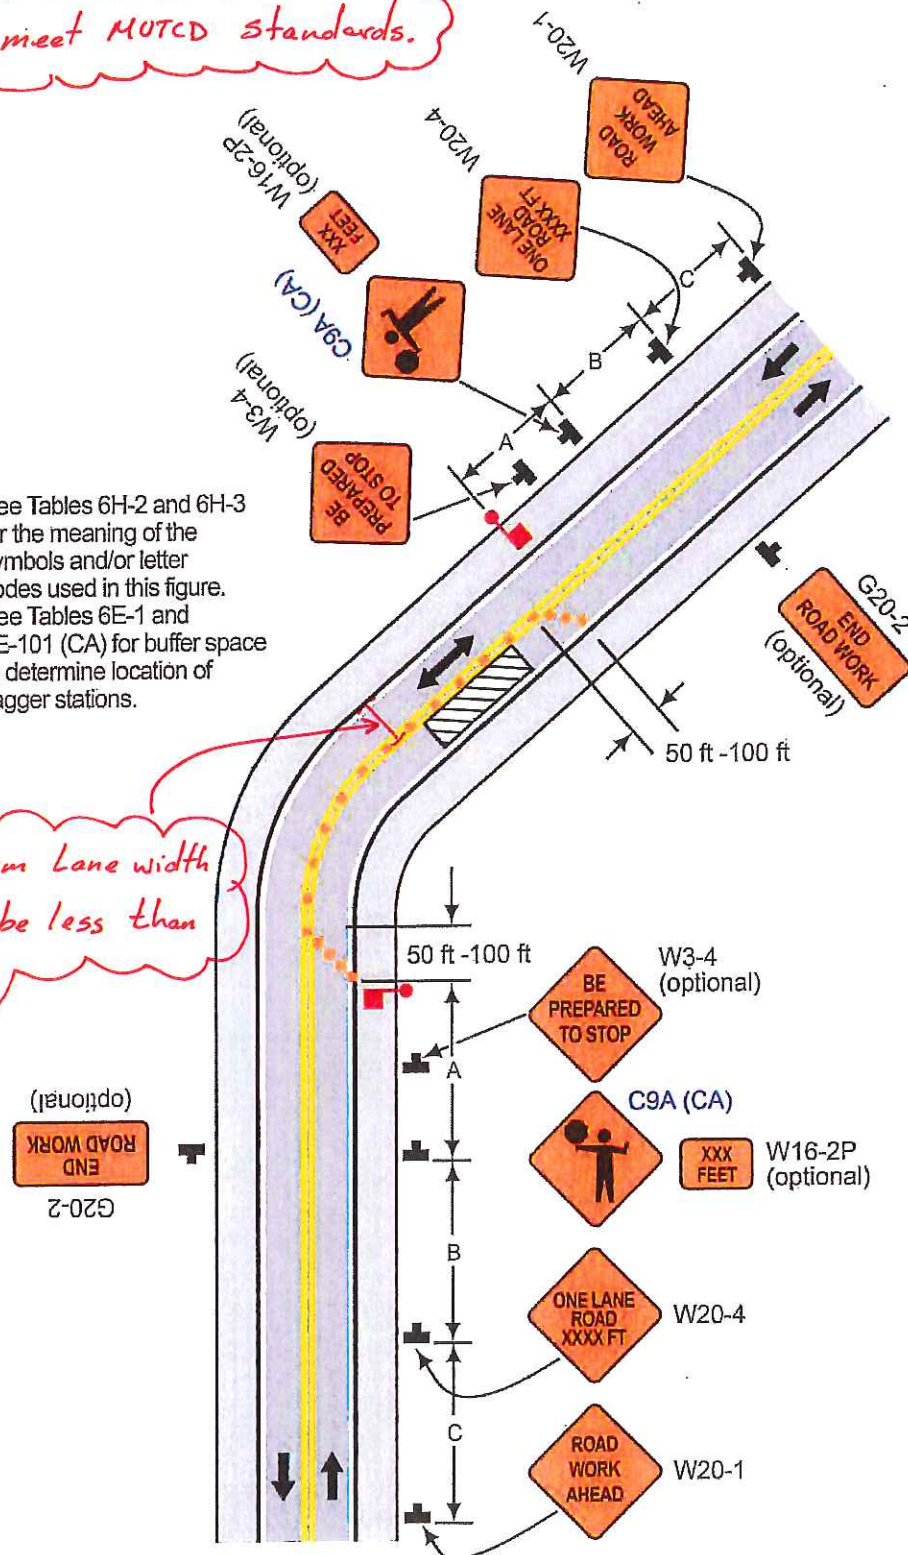 meet MUTCD Standards.
W20-1
ROAD
WORK
AHEAD
W20-4
ONE LANE
ROAD
XXXX FT
W16-2P
(optional)
XXX
FEET
C9A (CA)
W3-4
(optional)
BE
PREPARED
TO STOP
A
B
C
ee Tables 6H-2 and 6H-3
r the meaning of the
ymbols and/or letter
odes used in this figure.
ee Tables 6E-1 and
E-101 (CA) for buffer space
determine location of
agger stations.
G20-2
END
ROAD WORK
(optional)
50 ft -100 ft
m Lane width
be less than
50 ft -100 ft
BE
PREPARED
TO STOP
W3-4
(optional)
A
C9A (CA)
XXX
FEET
W16-2P
(optional)
(optional)
END
ROAD WORK
G20-2
B
ONE LANE
ROAD
XXXX FT
W20-4
C
ROAD
WORK
AHEAD
W20-1